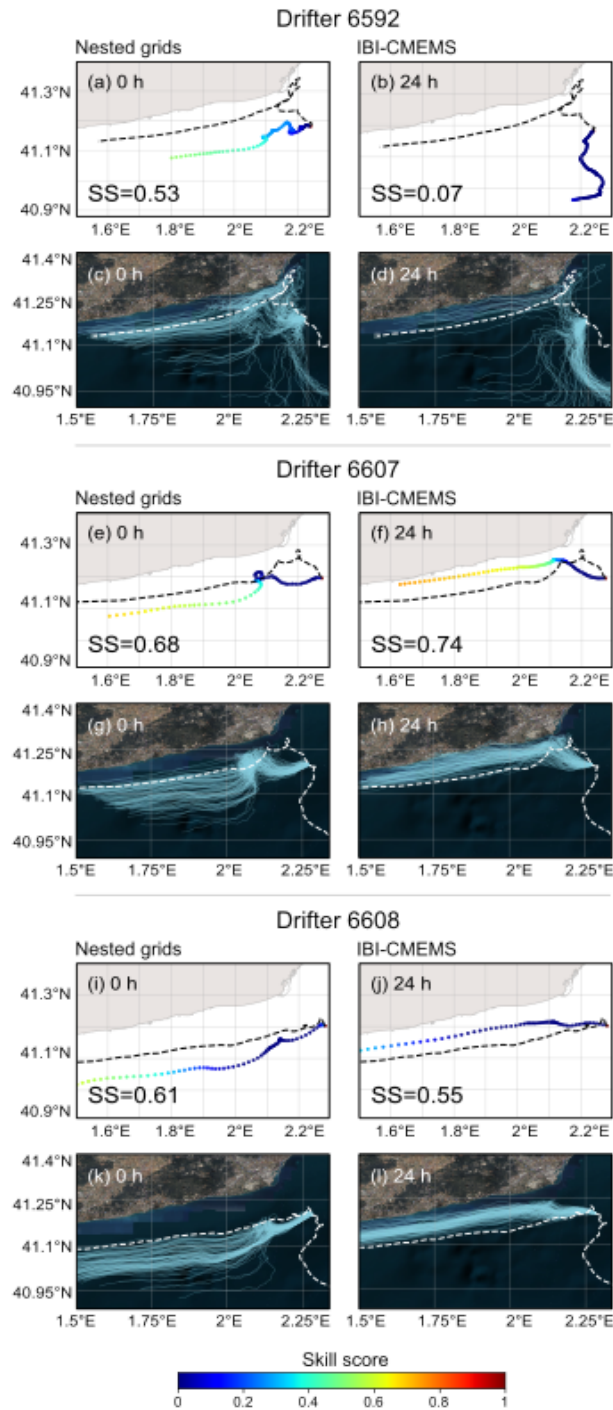 Drifter 6592
Nested grids IBI-CMEMS
(a) 0 h (b) 24 h
41.3°N
41.1°N
SS=0.53 SS=0.07
40.9°N
1.6°E 1.8°E 2°E 2.2°E 1.6°E 1.8°E 2°E 2.2°E
41.4°N
(c) 0 h (d) 24 h
41.25°N
41.1°N
40.95°N
1.5°E 1.75°E 2°E 2.25°E 1.5°E 1.75°E 2°E 2.25E
Drifter 6607
Nested grids IBI-CMEMS
(e) 0 h (f) 24 h
41.3°N
41.1°N
SS=0.68 SS=0.74
40.9°N
1.6°E 1.8°E 2°E 2.2°E 1.6°E 1.8°E 2°E 2.2°E
41.4°N
(g) 0 h (h) 24 h
41.25°N
41.1°N
40.95°N
1.5°E 1.75°E 2°E 2.25°E 1.5°E 1.75°E 2°E 2.25E
Drifter 6608
Nested grids IBI-CMEMS
(i) 0 h (j) 24 h
41.3°N
41.1°N
SS=0.61 SS=0.55
40.9°N
1.6°E 1.8°E 2°E 2.2°E 1.6°E 1.8°E 2°E 2.2°E
41.4°N
(k) 0 h (l) 24 h
41.25°N
41.1°N
40.95°N
1.5°E 1.75°E 2°E 2.25°E 1.5°E 1.75°E 2°E 2.25E
Skill score
0 0.2 0.4 0.6 0.8 1